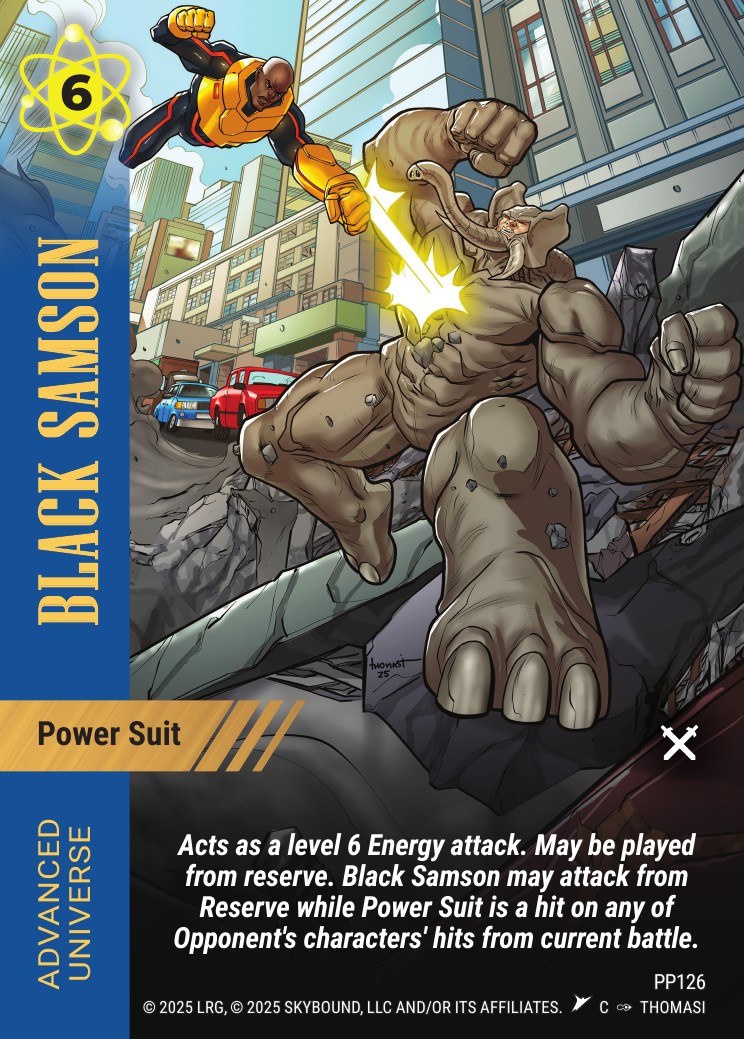 6
BLACK SAMSON
Power Suit
ADVANCED
UNIVERSE
THOMASI
25
Acts as a level 6 Energy attack. May be played
from reserve. Black Samson may attack from
Reserve while Power Suit is a hit on any of
Opponent's characters' hits from current battle.
PP126
© 2025 LRG, © 2025 SKYBOUND, LLC AND/OR ITS AFFILIATES. C THOMASI